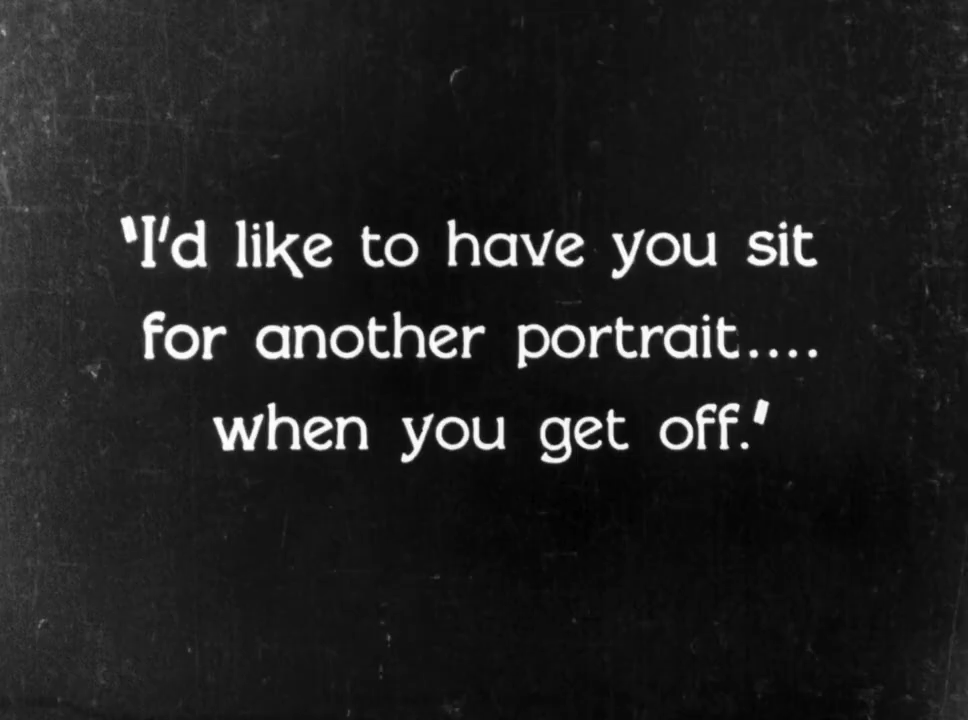 "I'd like to have you sit
for another portrait....
when you get off."